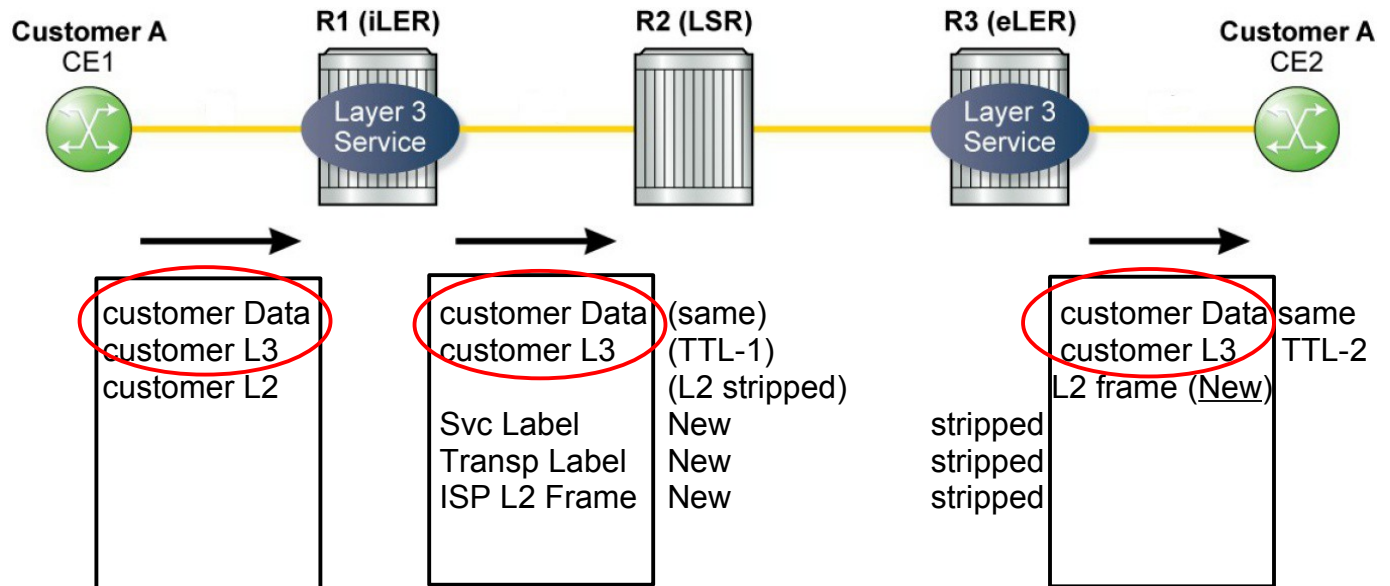 Customer A
CE1
R1 (iLER)
R2 (LSR)
R3 (eLER)
Customer A
CE2
Layer 3
Service
Layer 3
Service
customer Data
customer L3
customer L2
customer Data (same)
customer L3 (TTL-1)
(L2 stripped)
Svc Label New
Transp Label New
ISP L2 Frame New
stripped
stripped
stripped
customer Data same
customer L3 TTL-2
L2 frame (New)